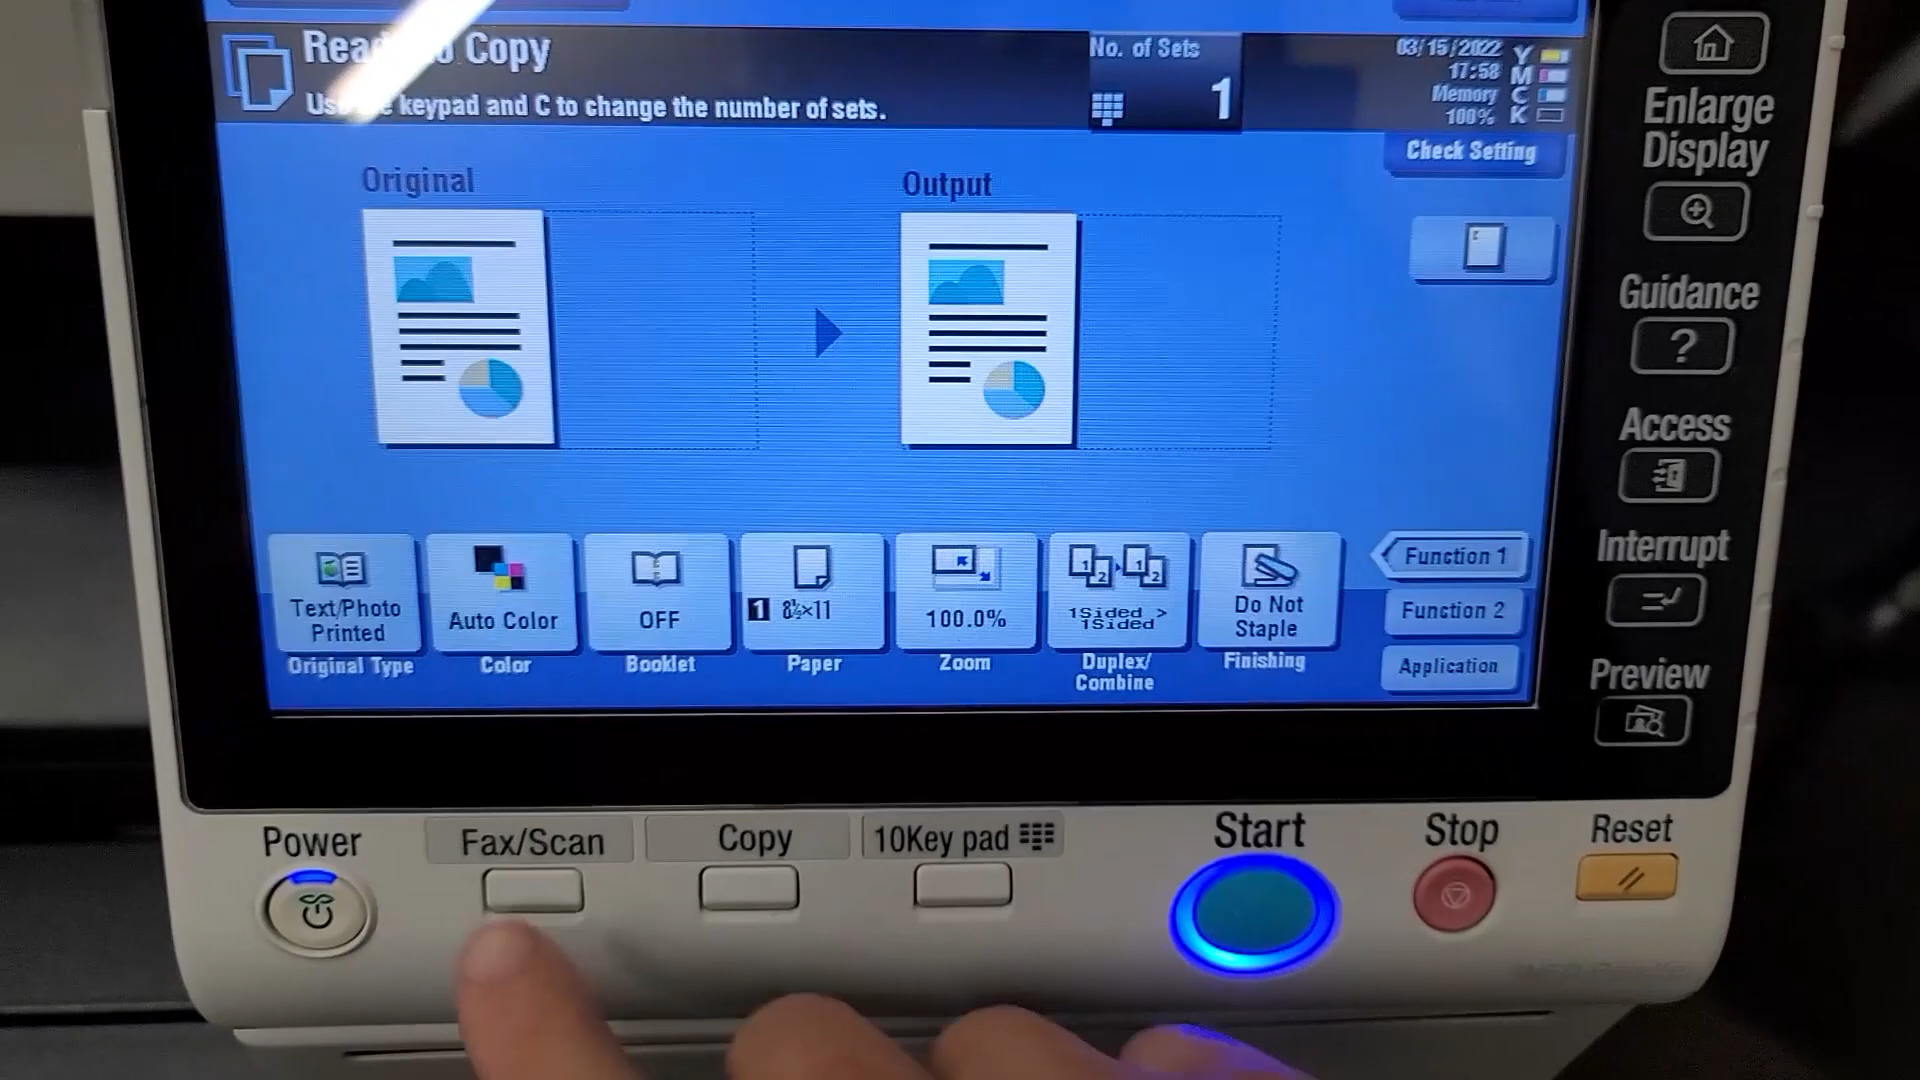 Copy
No. of Sets
1
keypad and C to change the number of sets.
03/15/2022
17:58
Memory
100%
Y
M
C
K
Check Setting
Original
Output
Text/Photo
Printed
Original Type
Auto Color
Color
OFF
Booklet
1 8½×11
Paper
100.0%
Zoom
1Sided >
1Sided
Duplex/
Combine
Do Not
Staple
Finishing
Function 1
Function 2
Application
Enlarge
Display
Guidance
?
Access
Interrupt
Preview
Power
Fax/Scan
Copy
10Key pad
Start
Stop
Reset